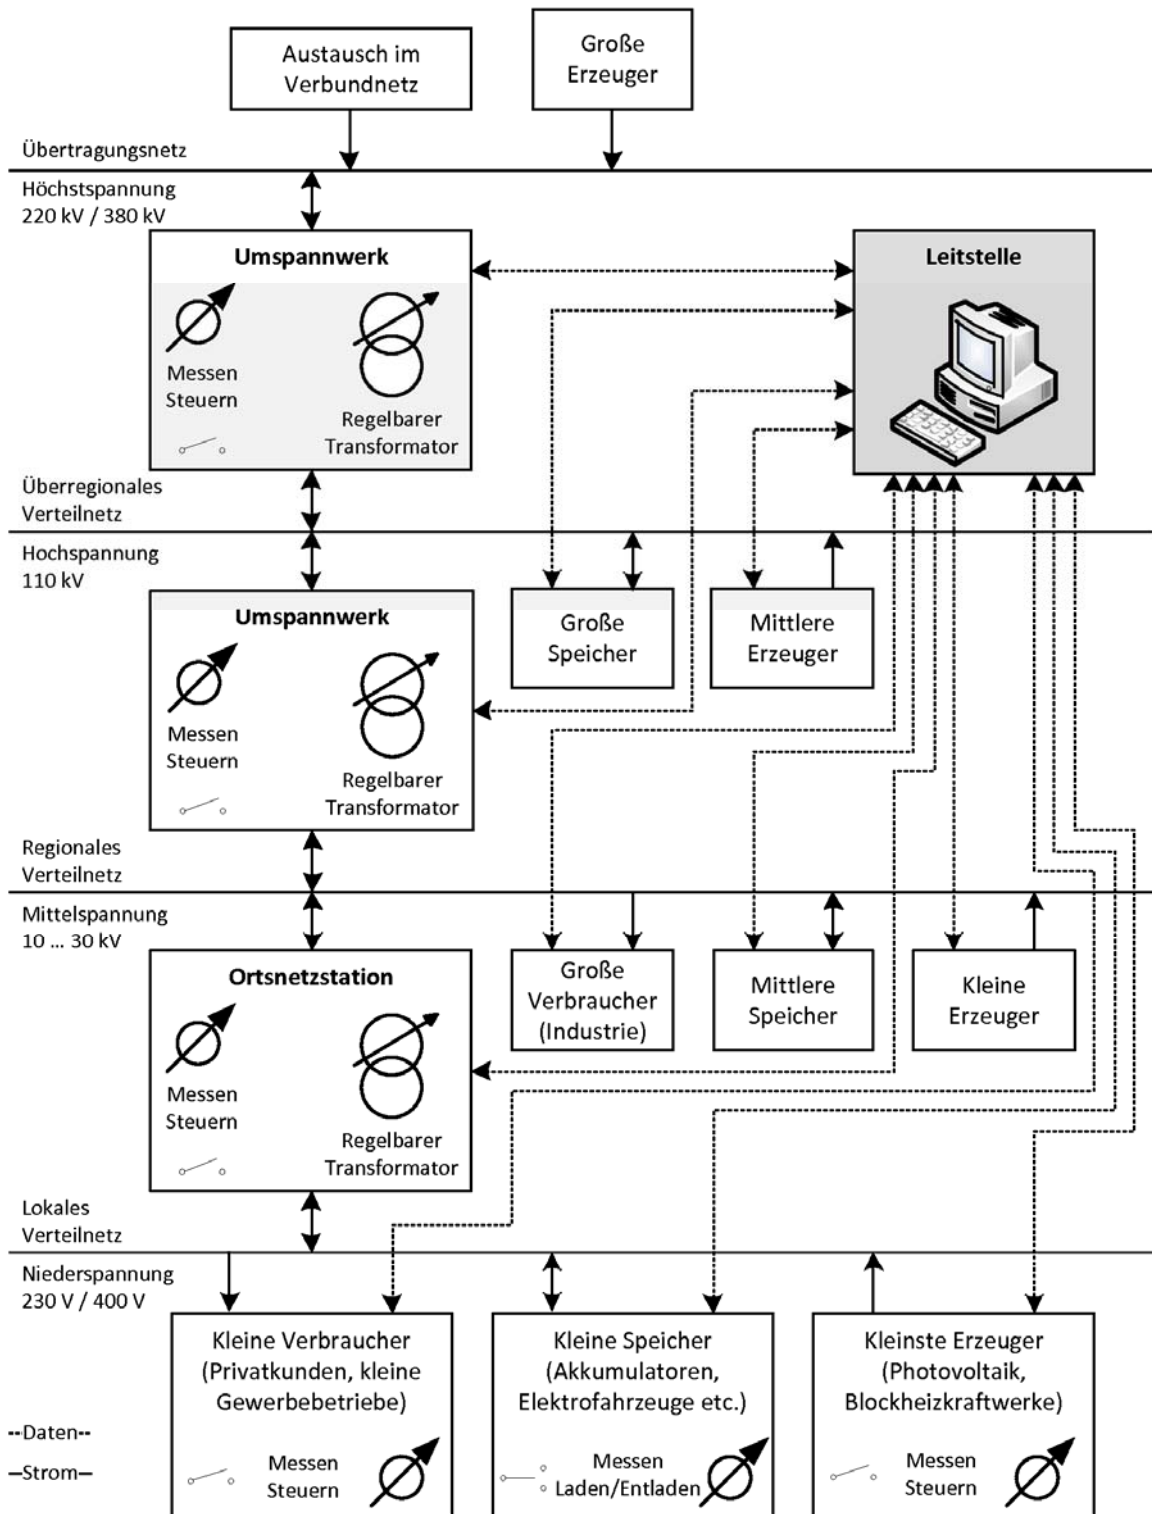 Austausch im
Verbundnetz
Große
Erzeuger
Übertragungsnetz
Höchstspannung
220 kV / 380 kV
Umspannwerk
Messen
Steuern
Regelbarer
Transformator
Leitstelle
Überregionales
Verteilnetz
Hochspannung
110 kV
Umspannwerk
Messen
Steuern
Regelbarer
Transformator
Große
Speicher
Mittlere
Erzeuger
Regionales
Verteilnetz
Mittelspannung
10 ... 30 kV
Ortsnetzstation
Messen
Steuern
Regelbarer
Transformator
Große
Verbraucher
(Industrie)
Mittlere
Speicher
Kleine
Erzeuger
Lokales
Verteilnetz
Niederspannung
230 V / 400 V
Kleine Verbraucher
(Privatkunden, kleine
Gewerbebetriebe)
Messen
Steuern
Kleine Speicher
(Akkumulatoren,
Elektrofahrzeuge etc.)
Messen
Laden/Entladen
Kleinste Erzeuger
(Photovoltaik,
Blockheizkraftwerke)
Messen
Steuern
--Daten--
—Strom—